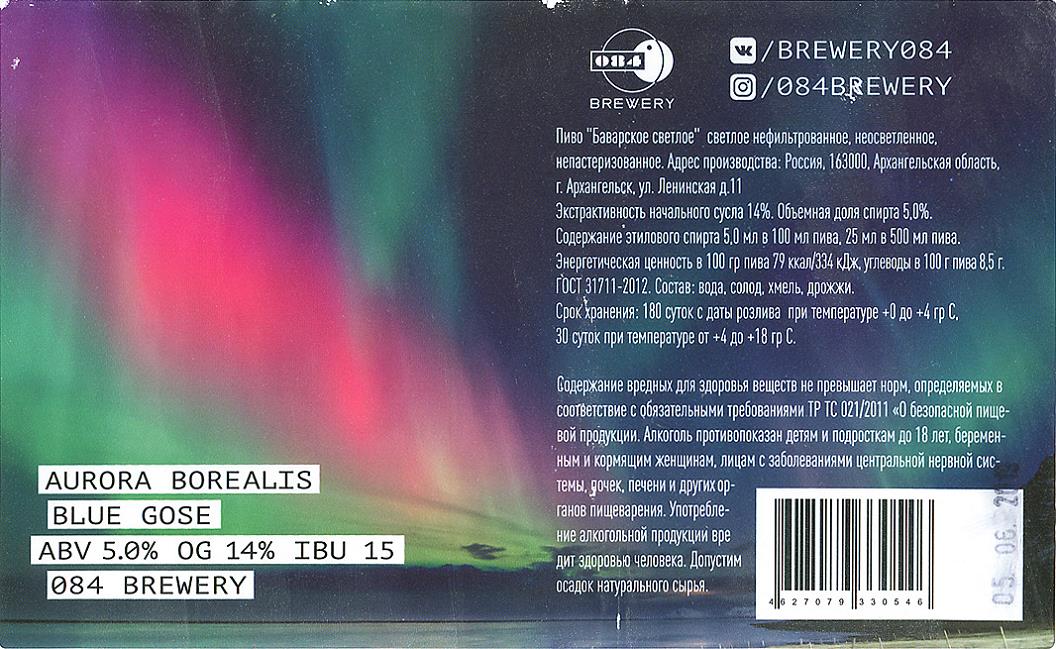 084
BREWERY
/BREWERY084
/084BREWERY
Пиво "Баварское светлое" светлое нефильтрованное, неосветленное,
непастеризованное. Адрес производства: Россия, 163000, Архангельская область,
г. Архангельск, ул. Ленинская д.11
Экстрактивность начального сусла 14%. Объемная доля спирта 5,0%.
Содержание этилового спирта 5,0 мл в 100 мл пива, 25 мл в 500 мл пива.
Энергетическая ценность в 100 гр пива 79 ккал/334 кДж, углеводы в 100 г пива 8,5 г.
ГОСТ 31711-2012. Состав: вода, солод, хмель, дрожжи.
Срок хранения: 180 суток с даты розлива при температуре +0 до +4 гр С,
30 суток при температуре от +4 до +18 гр С.
Содержание вредных для здоровья веществ не превышает норм, определяемых в
соответствие с обязательными требованиями ТР ТС 021/2011 «О безопасной пище-
вой продукции. Алкоголь противопоказан детям и подросткам до 18 лет, беремен-
ным и кормящим женщинам, лицам с заболеваниями центральной нервной сис-
темы, почек, печени и других ор-
ганов пищеварения. Употребле-
ние алкогольной продукции вре
дит здоровью человека. Допустим
осадок натурального сырья.
AURORA BOREALIS
BLUE GOSE
ABV 5.0% OG 14% IBU 15
084 BREWERY
4 627079 330546
05. 06.